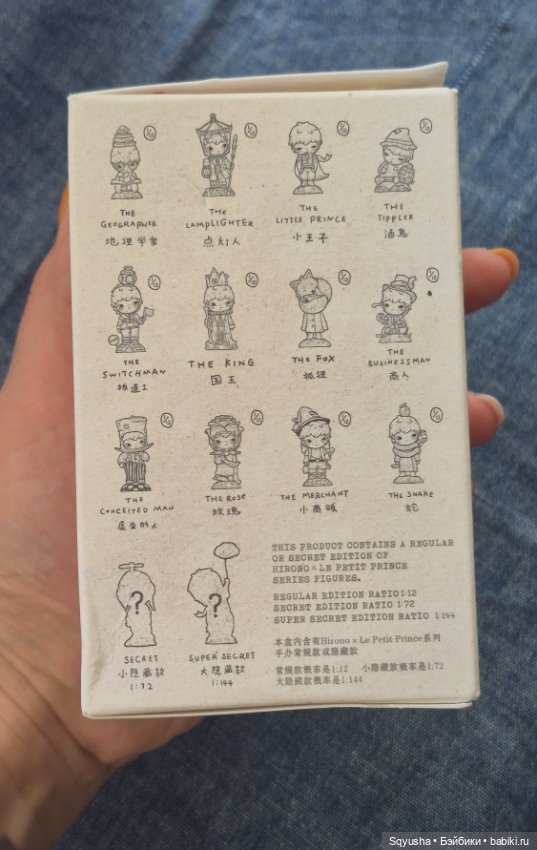 THE
GEOGRAPHER
地理学家
THE
LAMPLIGHTER
点灯人
THE
LITTLE PRINCE
小王子
THE
TIPPLER
酒鬼
THE
SWITCHMAN
扳道工
THE KING
国王
THE FOX
狐狸
THE
BUSINESSMAN
商人
THE
CONCEITED MAN
虚荣的人
THE ROSE
玫瑰
THE MERCHANT
小商贩
THE SNAKE
蛇
?
SECRET
小隐藏款
1:72
?
SUPER SECRET
大隐藏款
1:144
THIS PRODUCT CONTAINS A REGULAR
OR SECRET EDITION OF
HIRONO×LE PETIT PRINCE
SERIES FIGURES.
REGULAR EDITION RATIO 1:12
SECRET EDITION RATIO 1:72
SUPER SECRET EDITION RATIO 1:144
本盒内含有Hirono×Le Petit Prince系列
手办常规款或隐藏款
常规款概率是1:12 小隐藏款概率是1:72
大隐藏款概率是1:144
Sqyusha • Бэйбики • babiki.ru